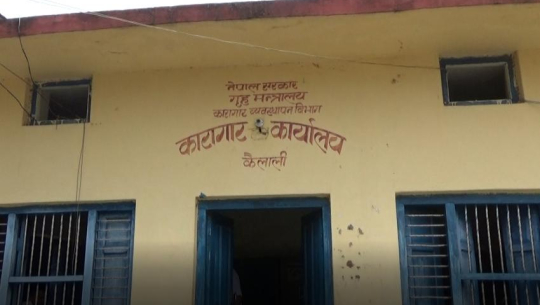 नेपाल सरकार
गृह मन्त्रालय
कारागार व्यवस्थापन विभाग
कारागार कार्यालय
कैलाली